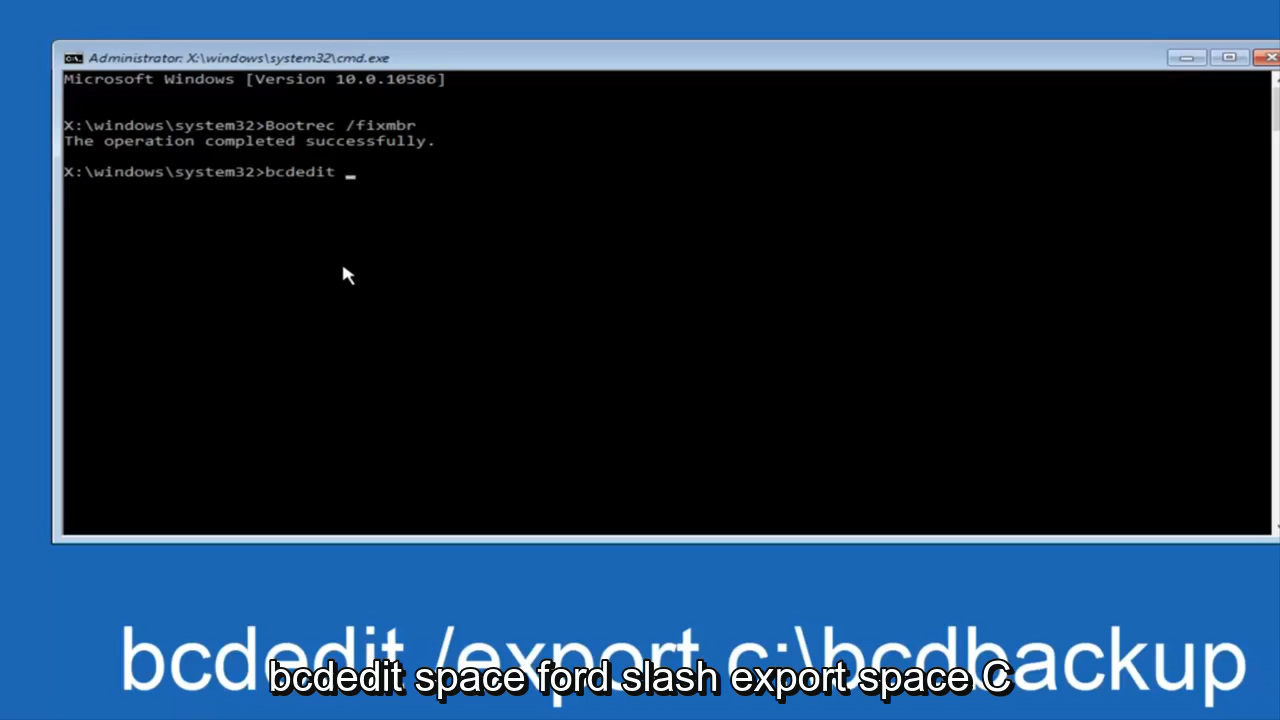 Administrator: X:\windows\system32\cmd.exe
Microsoft Windows [Version 10.0.10586]
X:\windows\system32>Bootrec /fixmbr
The operation completed successfully.
X:\windows\system32>bcdedit _
bcdedit /export c:\bcdbackup
bcdedit space ford slash export space C